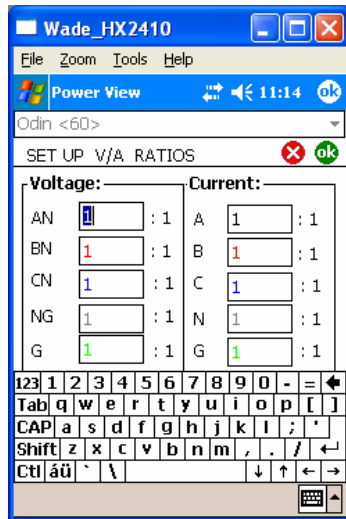 Wade_HX2410
File Zoom Tools Help
Power View 11:14 ok
Odin <60>
SET UP V/A RATIOS ok
Voltage: Current:
AN 1 : 1 A 1 : 1
BN 1 : 1 B 1 : 1
CN 1 : 1 C 1 : 1
NG 1 : 1 N 1 : 1
G 1 : 1 G 1 : 1
123 1 2 3 4 5 6 7 8 9 0 - =
Tab q w e r t y u i o p [ ]
CAP a s d f g h j k l ; '
Shift z x c v b n m , . /
Ctl áü ` \